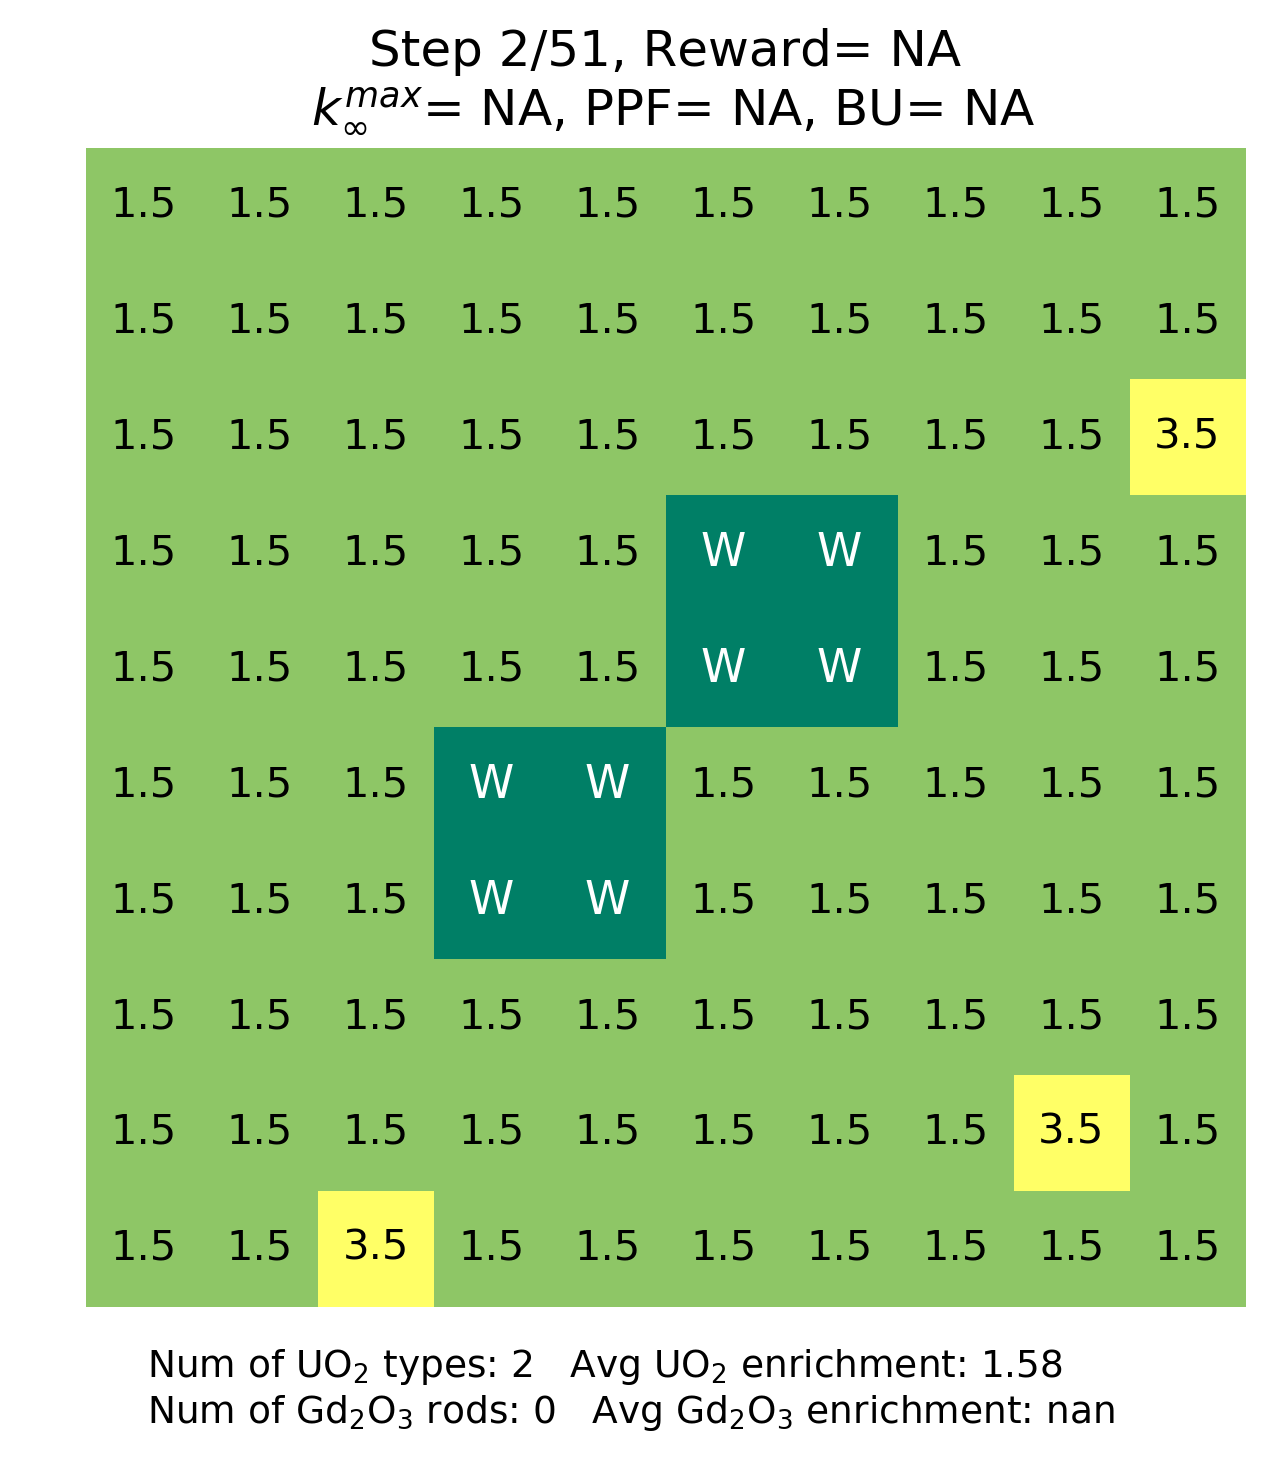 Step 2/51, Reward= NA
k∞^max= NA, PPF= NA, BU= NA
1.5 1.5 1.5 1.5 1.5 1.5 1.5 1.5 1.5 1.5
1.5 1.5 1.5 1.5 1.5 1.5 1.5 1.5 1.5 1.5
1.5 1.5 1.5 1.5 1.5 1.5 1.5 1.5 1.5 3.5
1.5 1.5 1.5 1.5 1.5 W W 1.5 1.5 1.5
1.5 1.5 1.5 1.5 1.5 W W 1.5 1.5 1.5
1.5 1.5 1.5 W W 1.5 1.5 1.5 1.5 1.5
1.5 1.5 1.5 W W 1.5 1.5 1.5 1.5 1.5
1.5 1.5 1.5 1.5 1.5 1.5 1.5 1.5 1.5 1.5
1.5 1.5 1.5 1.5 1.5 1.5 1.5 1.5 3.5 1.5
1.5 1.5 3.5 1.5 1.5 1.5 1.5 1.5 1.5 1.5
Num of UO₂ types: 2 Avg UO₂ enrichment: 1.58
Num of Gd₂O₃ rods: 0 Avg Gd₂O₃ enrichment: nan